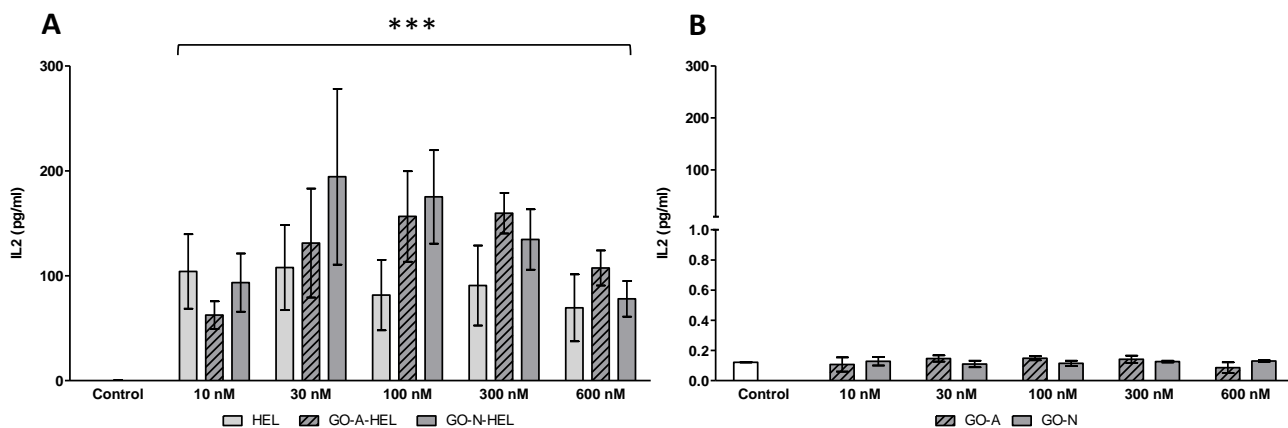 A
***
300
200
100
0
IL2 (pg/ml)
Control 10 nM 30 nM 100 nM 300 nM 600 nM
HEL GO-A-HEL GO-N-HEL
B
300
200
100
1.0
0.8
0.6
0.4
0.2
0.0
IL2 (pg/ml)
Control 10 nM 30 nM 100 nM 300 nM 600 nM
GO-A GO-N